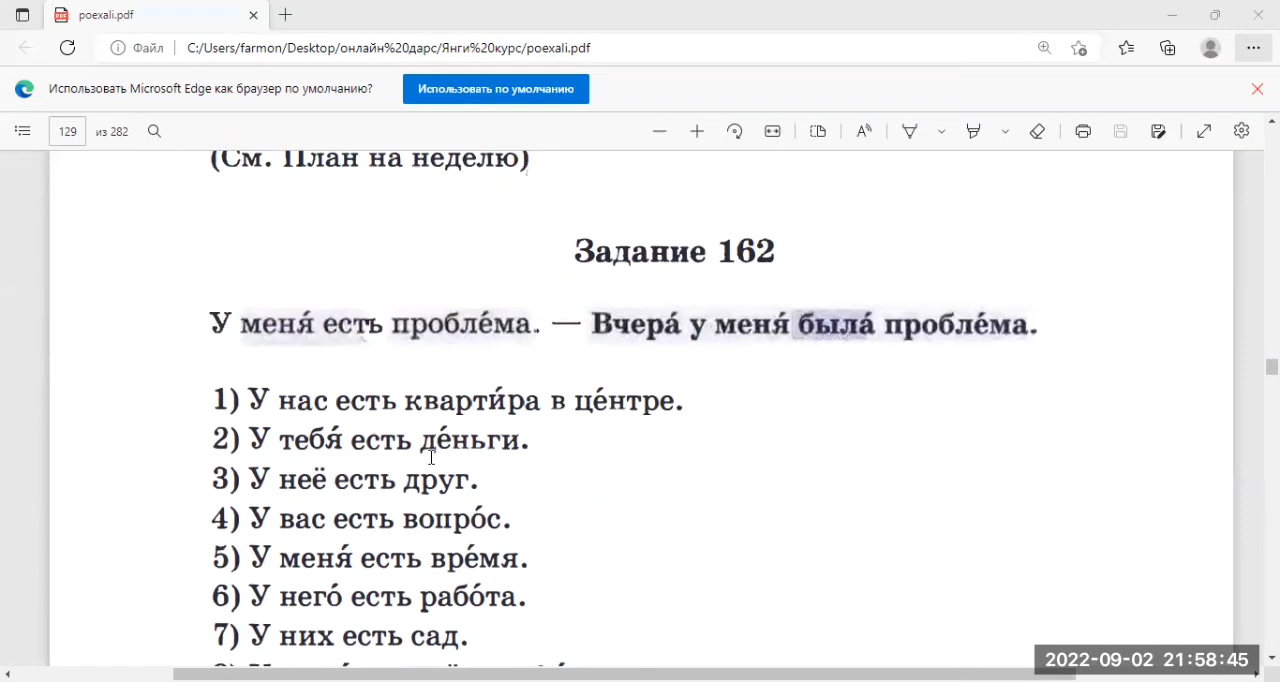 poexali.pdf
Файл
C:/Users/farmon/Desktop/онлайн%20дарс/Янги%20курс/poexali.pdf
Использовать Microsoft Edge как браузер по умолчанию?
Использовать по умолчанию
129 из 282
(См. План на неделю)
Задание 162
У меня́ есть пробле́ма. — Вчера́ у меня́ была́ пробле́ма.
1) У нас есть кварти́ра в це́нтре.
2) У тебя́ есть де́ньги.
3) У неё есть друг.
4) У вас есть вопро́с.
5) У меня́ есть вре́мя.
6) У него́ есть рабо́та.
7) У них есть сад.
2022-09-02 21:58:45